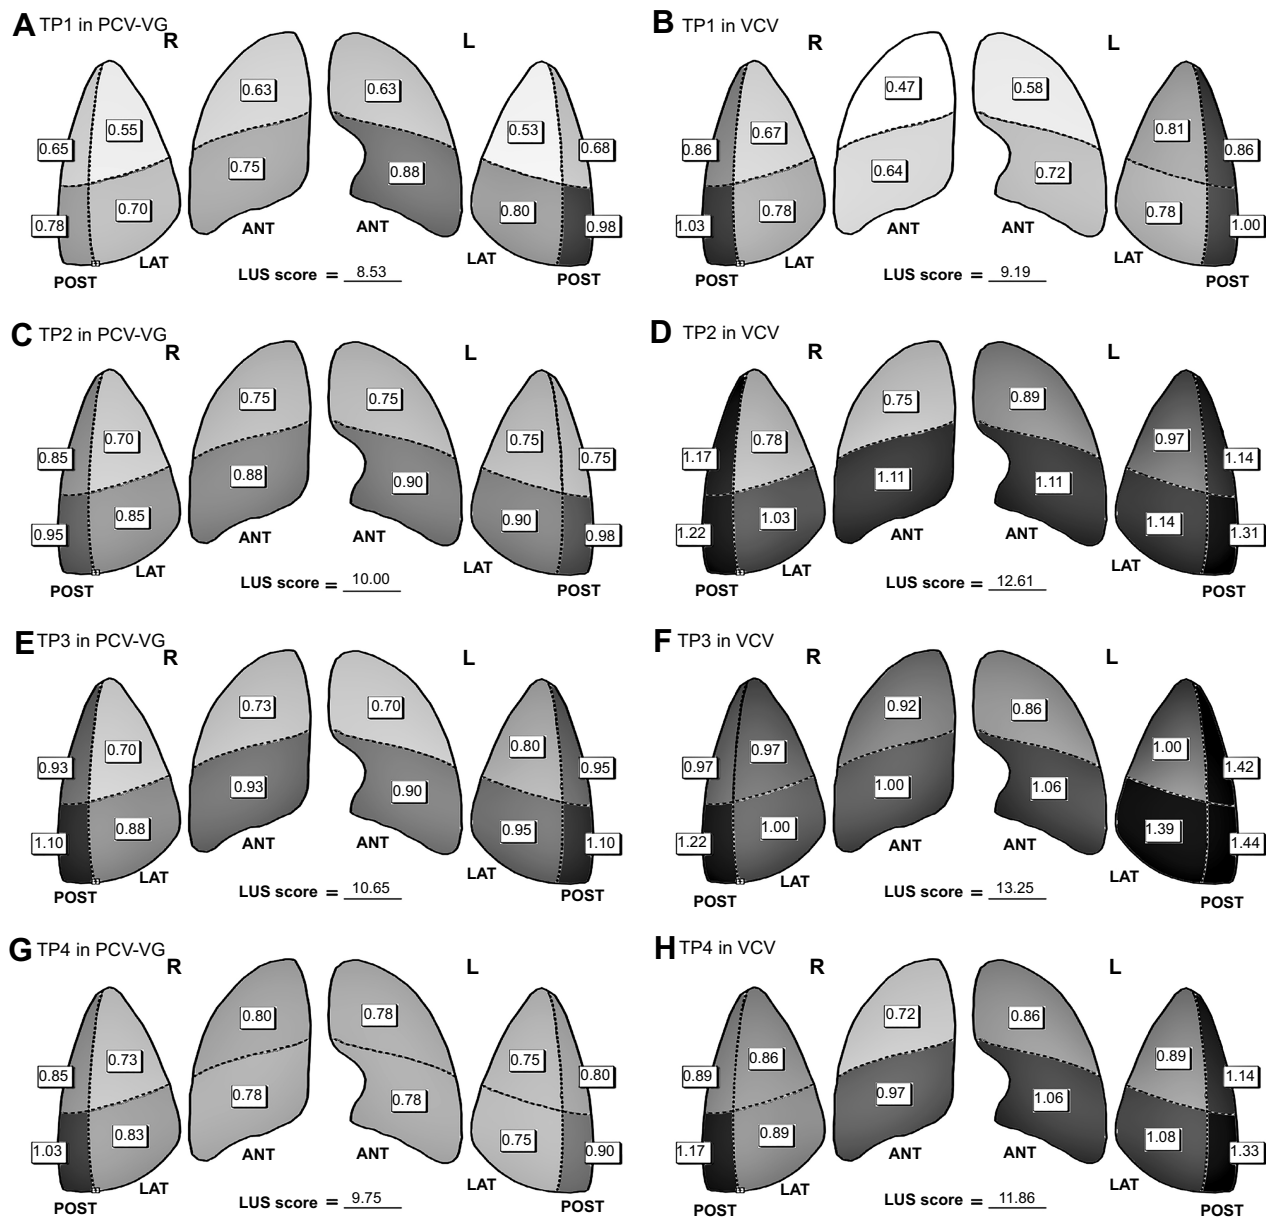 A TP1 in PCV-VG
R L
0.63 0.63
0.55 0.53
0.65 0.68
0.75 0.88
0.70 0.80
0.78 0.98
ANT ANT
LAT LAT
POST POST
LUS score = 8.53
B TP1 in VCV
R L
0.47 0.58
0.67 0.81
0.86 0.86
0.64 0.72
0.78 0.78
1.03 1.00
ANT ANT
LAT LAT
POST POST
LUS score = 9.19
C TP2 in PCV-VG
R L
0.75 0.75
0.70 0.75
0.85 0.75
0.88 0.90
0.85 0.90
0.95 0.98
ANT ANT
LAT LAT
POST POST
LUS score = 10.00
D TP2 in VCV
R L
0.75 0.89
0.78 0.97
1.17 1.14
1.11 1.11
1.03 1.14
1.22 1.31
ANT ANT
LAT LAT
POST POST
LUS score = 12.61
E TP3 in PCV-VG
R L
0.73 0.70
0.70 0.80
0.93 0.95
0.93 0.90
0.88 0.95
1.10 1.10
ANT ANT
LAT LAT
POST POST
LUS score = 10.65
F TP3 in VCV
R L
0.92 0.86
0.97 1.00
0.97 1.42
1.00 1.06
1.00 1.39
1.22 1.44
ANT ANT
LAT LAT
POST POST
LUS score = 13.25
G TP4 in PCV-VG
R L
0.80 0.78
0.73 0.75
0.85 0.80
0.78 0.78
0.83 0.75
1.03 0.90
ANT ANT
LAT LAT
POST POST
LUS score = 9.75
H TP4 in VCV
R L
0.72 0.86
0.86 0.89
0.89 1.14
0.97 1.06
0.89 1.08
1.17 1.33
ANT ANT
LAT LAT
POST POST
LUS score = 11.86